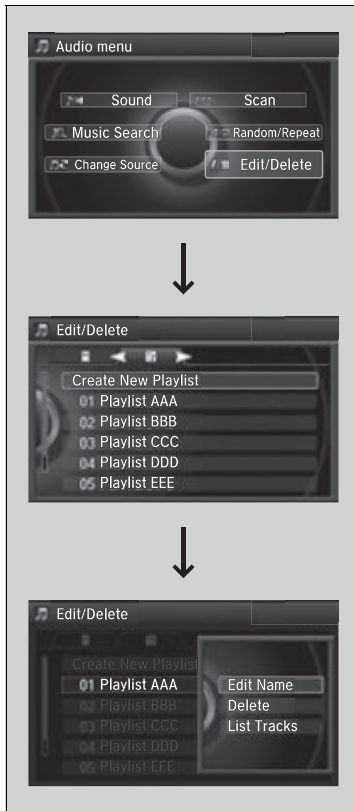 Audio menu
Sound Scan
Music Search Random/Repeat
Change Source Edit/Delete
Edit/Delete
Create New Playlist
01 Playlist AAA
02 Playlist BBB
03 Playlist CCC
04 Playlist DDD
05 Playlist EEE
Edit/Delete
Create New Playlist
01 Playlist AAA Edit Name
02 Playlist BBB Delete
03 Playlist CCC List Tracks
04 Playlist DDD
05 Playlist EEE